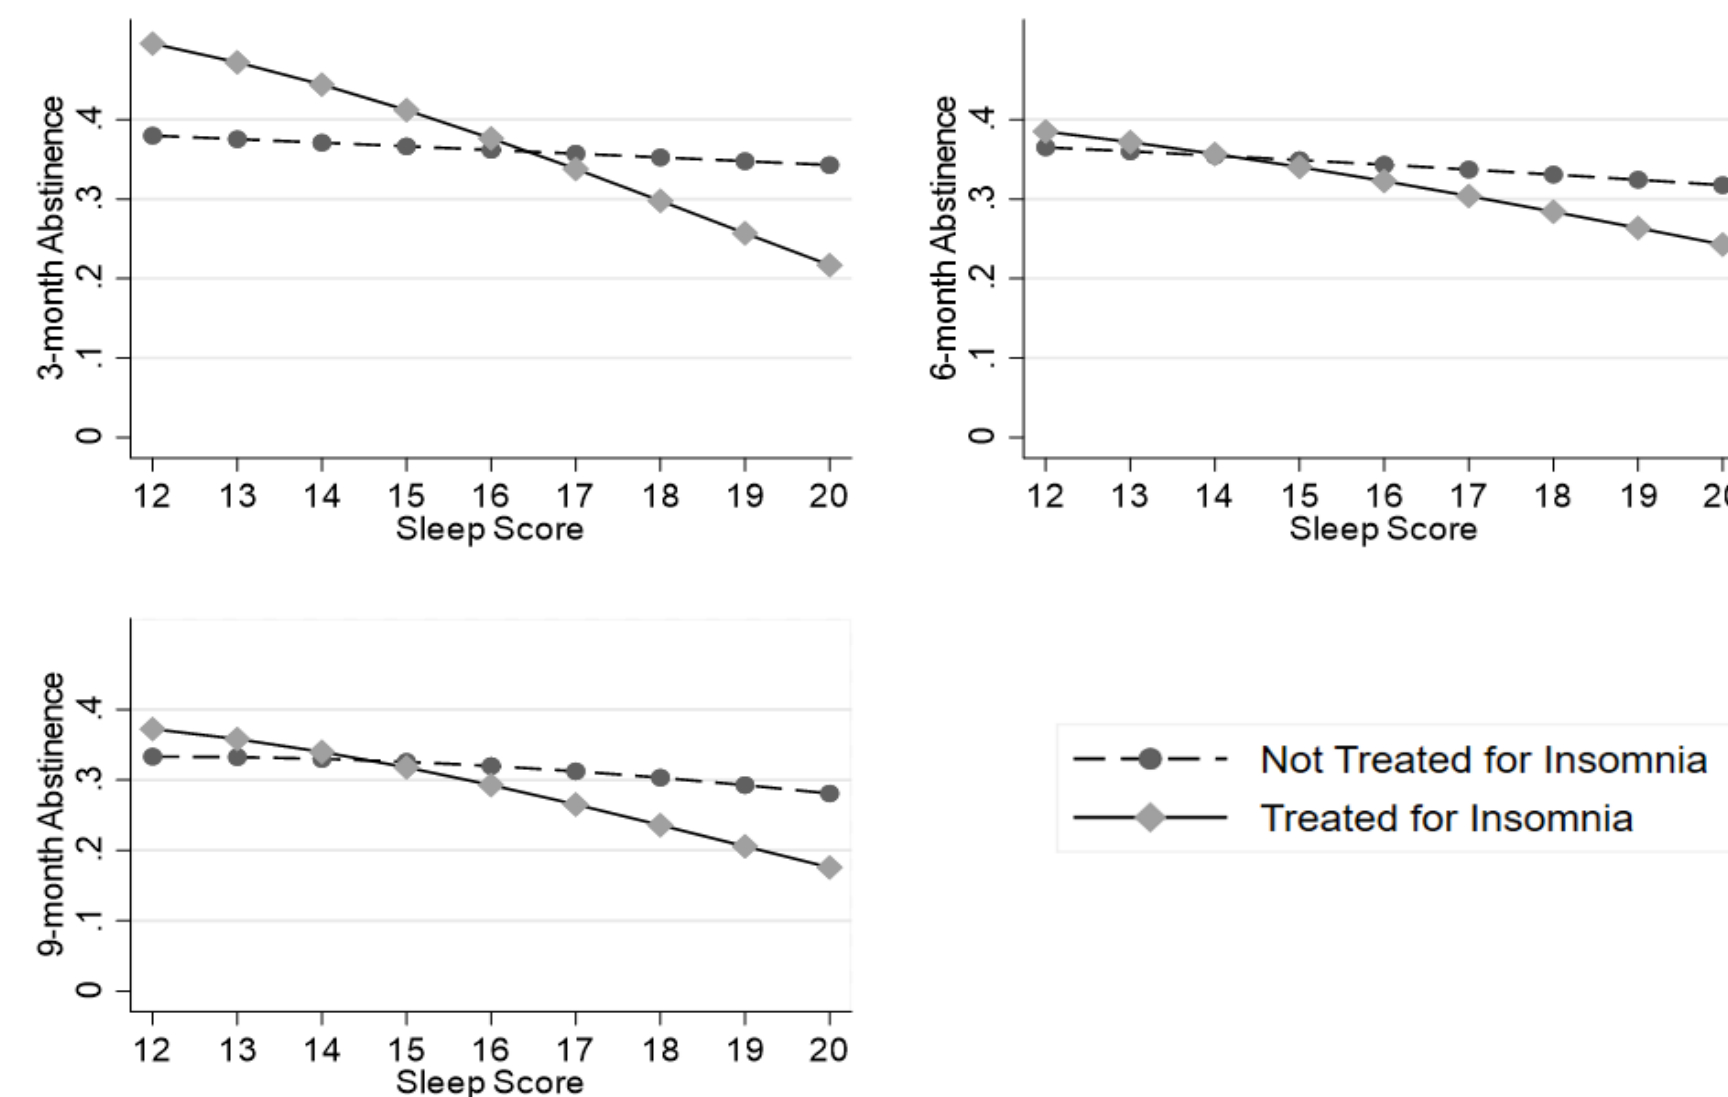 3-month Abstinence
.4
.3
.2
.1
0
12 13 14 15 16 17 18 19 20
Sleep Score
6-month Abstinence
.4
.3
.2
.1
0
12 13 14 15 16 17 18 19 20
Sleep Score
9-month Abstinence
.4
.3
.2
.1
0
12 13 14 15 16 17 18 19 20
Sleep Score
Not Treated for Insomnia
Treated for Insomnia